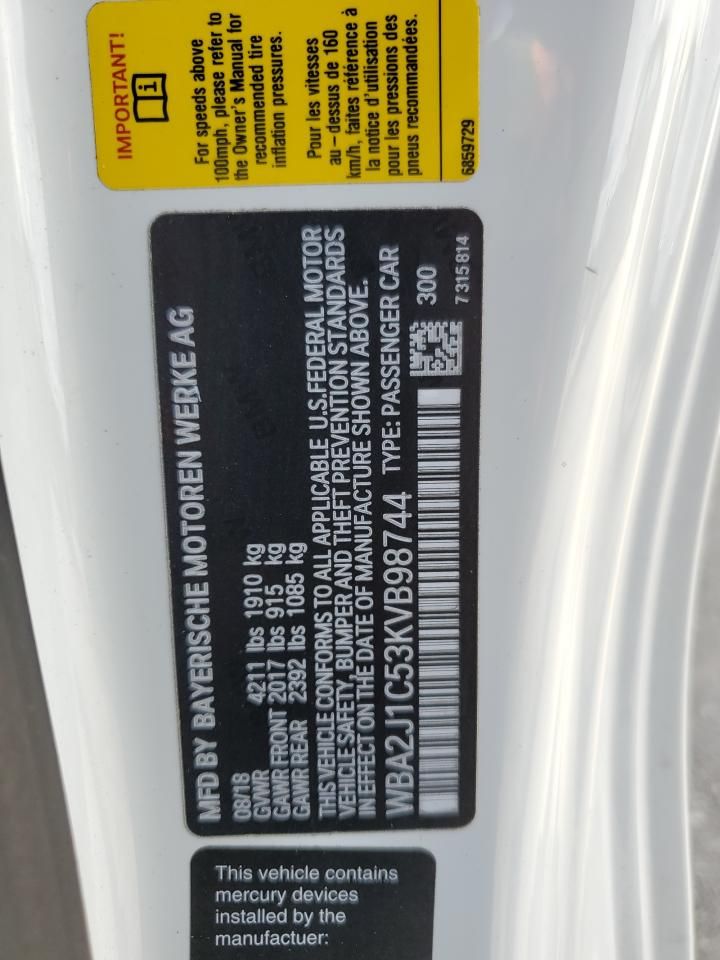 IMPORTANT!
For speeds above
100mph, please refer to
the Owner's Manual for
recommended tire
inflation pressures.
Pour les vitesses
au - dessus de 160
km/h, faites référence à
la notice d'utilisation
pour les pressions des
pneus recommandées.
6859729
MFD BY BAYERISCHE MOTOREN WERKE AG
08/18
GVWR 4211 lbs 1910 kg
GAWR FRONT 2017 lbs 915 kg
GAWR REAR 2392 lbs 1085 kg
THIS VEHICLE CONFORMS TO ALL APPLICABLE U.S.FEDERAL MOTOR
VEHICLE SAFETY, BUMPER AND THEFT PREVENTION STANDARDS
IN EFFECT ON THE DATE OF MANUFACTURE SHOWN ABOVE.
WBA2J1C53KVB98744 TYPE: PASSENGER CAR
300
7 315 814
This vehicle contains
mercury devices
installed by the
manufactuer: